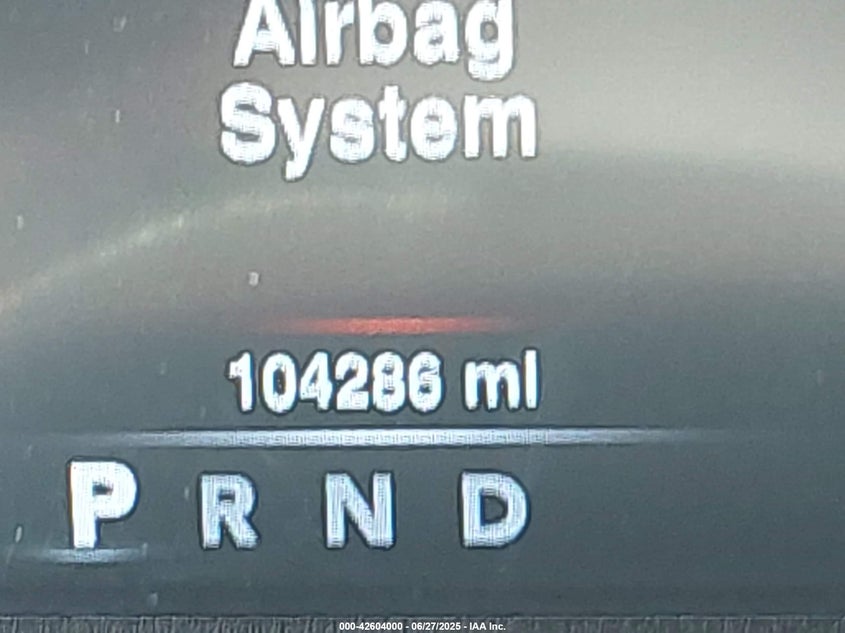 Airbag
System
104286 mi
P R N D
000-42604000 - 06/27/2025 - IAA Inc.